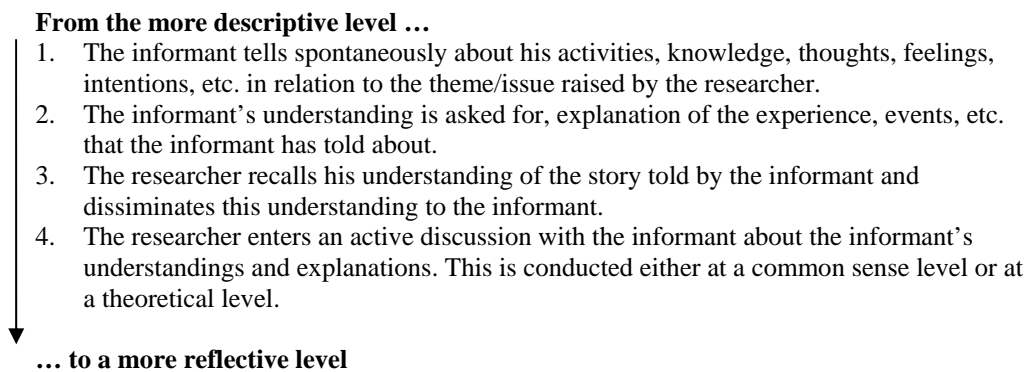 From the more descriptive level …
1. The informant tells spontaneously about his activities, knowledge, thoughts, feelings,
intentions, etc. in relation to the theme/issue raised by the researcher.
2. The informant’s understanding is asked for, explanation of the experience, events, etc.
that the informant has told about.
3. The researcher recalls his understanding of the story told by the informant and
dissiminates this understanding to the informant.
4. The researcher enters an active discussion with the informant about the informant’s
understandings and explanations. This is conducted either at a common sense level or at
a theoretical level.
… to a more reflective level